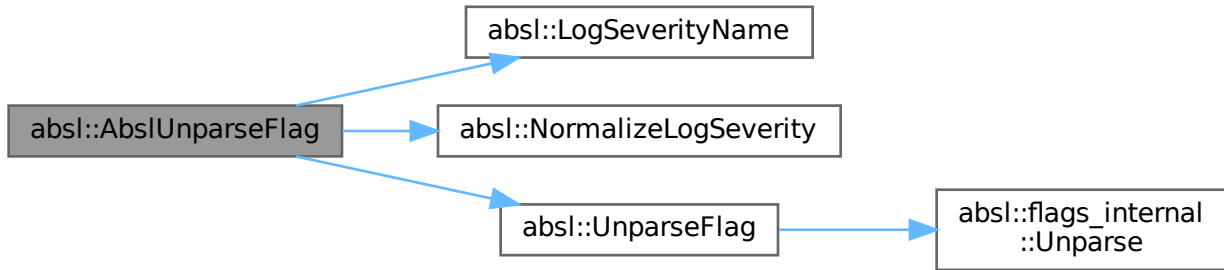 absl::LogSeverityName
absl::AbslUnparseFlag
absl::NormalizeLogSeverity
absl::UnparseFlag
absl::flags_internal
::Unparse